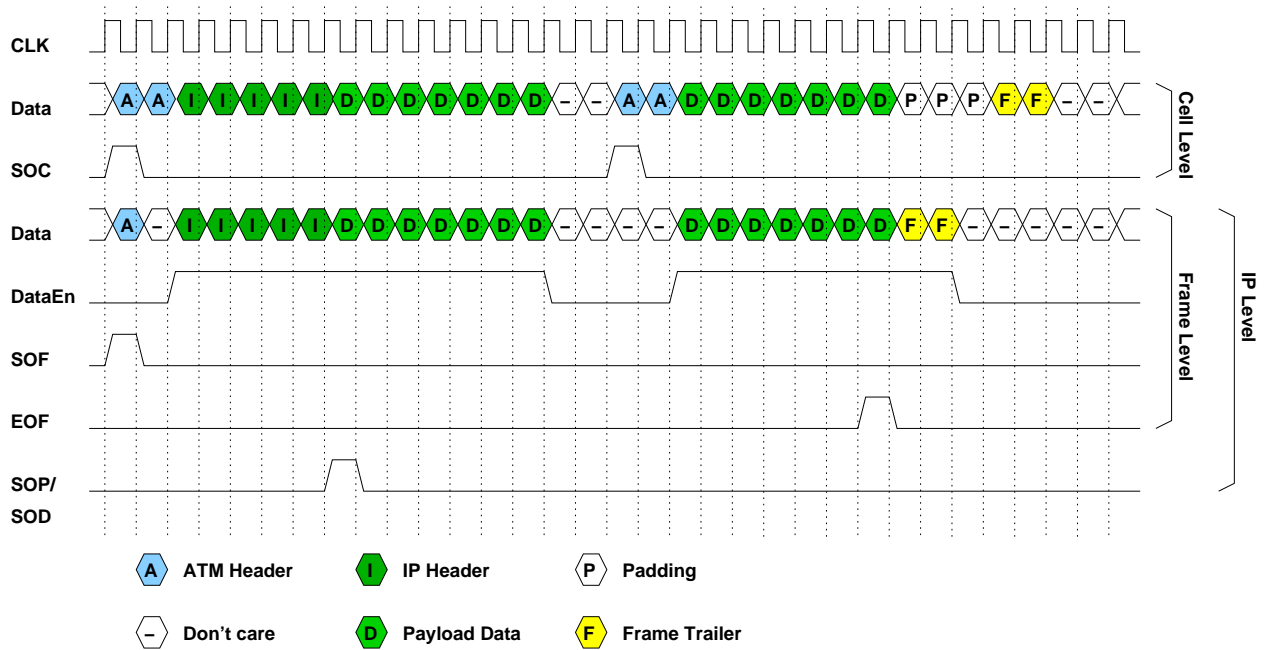 CLK
Data A A I I I I I D D D D D D D – – A A D D D D D D D P P P F F – –
SOC
Cell Level
Data A – I I I I I D D D D D D D – – – – D D D D D D D F F – – – – –
DataEn
SOF
EOF
Frame Level
SOP/
SOD
IP Level
A ATM Header
I IP Header
P Padding
– Don't care
D Payload Data
F Frame Trailer